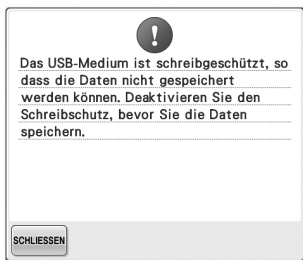 Das USB-Medium ist schreibgeschützt, so
dass die Daten nicht gespeichert
werden können. Deaktivieren Sie den
Schreibschutz, bevor Sie die Daten
speichern.
SCHLIESSEN